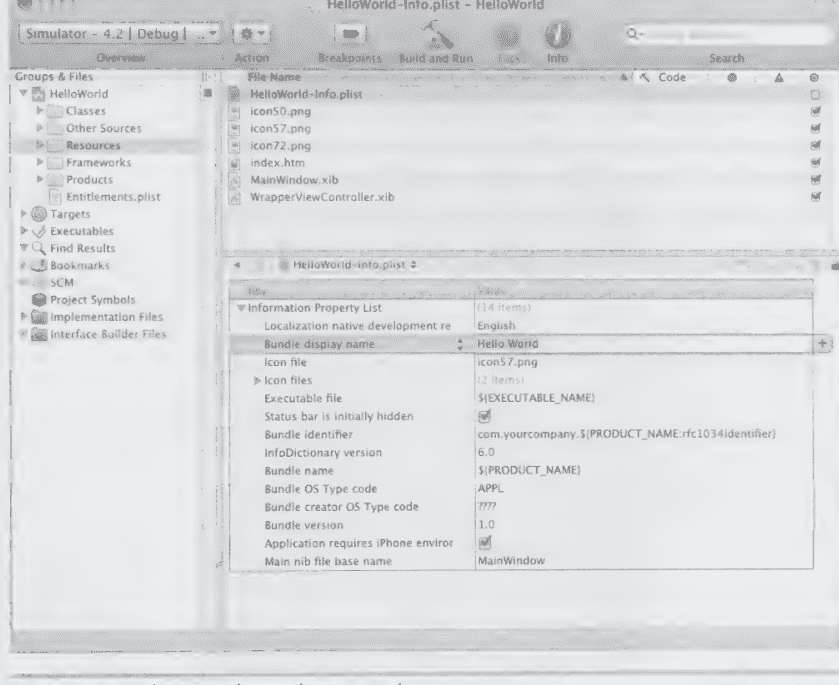 HelloWorld-Info.plist - HelloWorld
Simulator - 4.2 | Debug | ...
Overview
Action
Breakpoints
Build and Run
Tasks
Info
Search
Groups & Files
HelloWorld
Classes
Other Sources
Resources
Frameworks
Products
Entitlements.plist
Targets
Executables
Find Results
Bookmarks
SCM
Project Symbols
Implementation Files
Interface Builder Files
File Name
Code
HelloWorld-Info.plist
icon50.png
icon57.png
icon72.png
index.htm
MainWindow.xib
WrapperViewController.xib
HelloWorld-Info.plist
Key Value
Information Property List (14 items)
Localization native development re English
Bundle display name Hello World
Icon file icon57.png
Icon files (2 items)
Executable file ${EXECUTABLE_NAME}
Status bar is initially hidden
Bundle identifier com.yourcompany.${PRODUCT_NAME:rfc1034identifier}
InfoDictionary version 6.0
Bundle name ${PRODUCT_NAME}
Bundle OS Type code APPL
Bundle creator OS Type code ????
Bundle version 1.0
Application requires iPhone enviror
Main nib file base name MainWindow